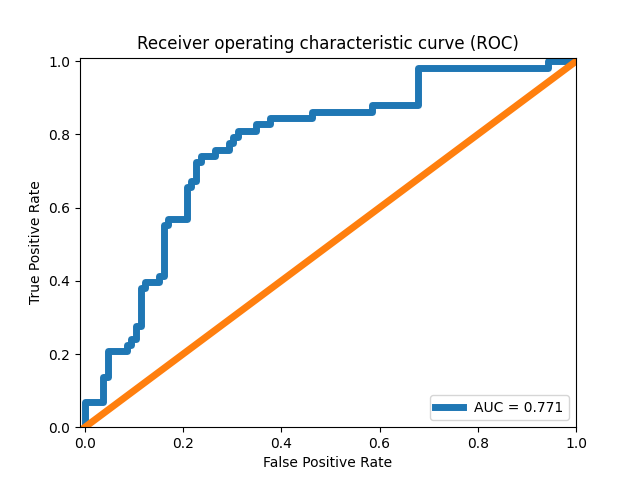 Receiver operating characteristic curve (ROC)
1.0
0.8
0.6
0.4
0.2
0.0
True Positive Rate
AUC = 0.771
0.0 0.2 0.4 0.6 0.8 1.0
False Positive Rate